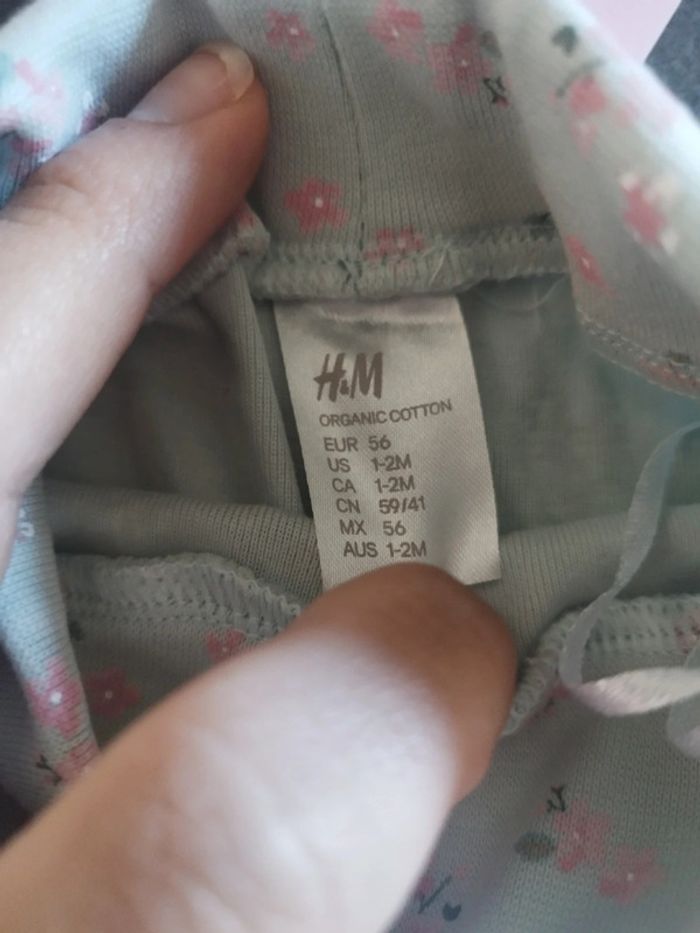 H&M
ORGANIC COTTON
EUR 56
US 1-2M
CA 1-2M
CN 59/41
MX 56
AUS 1-2M